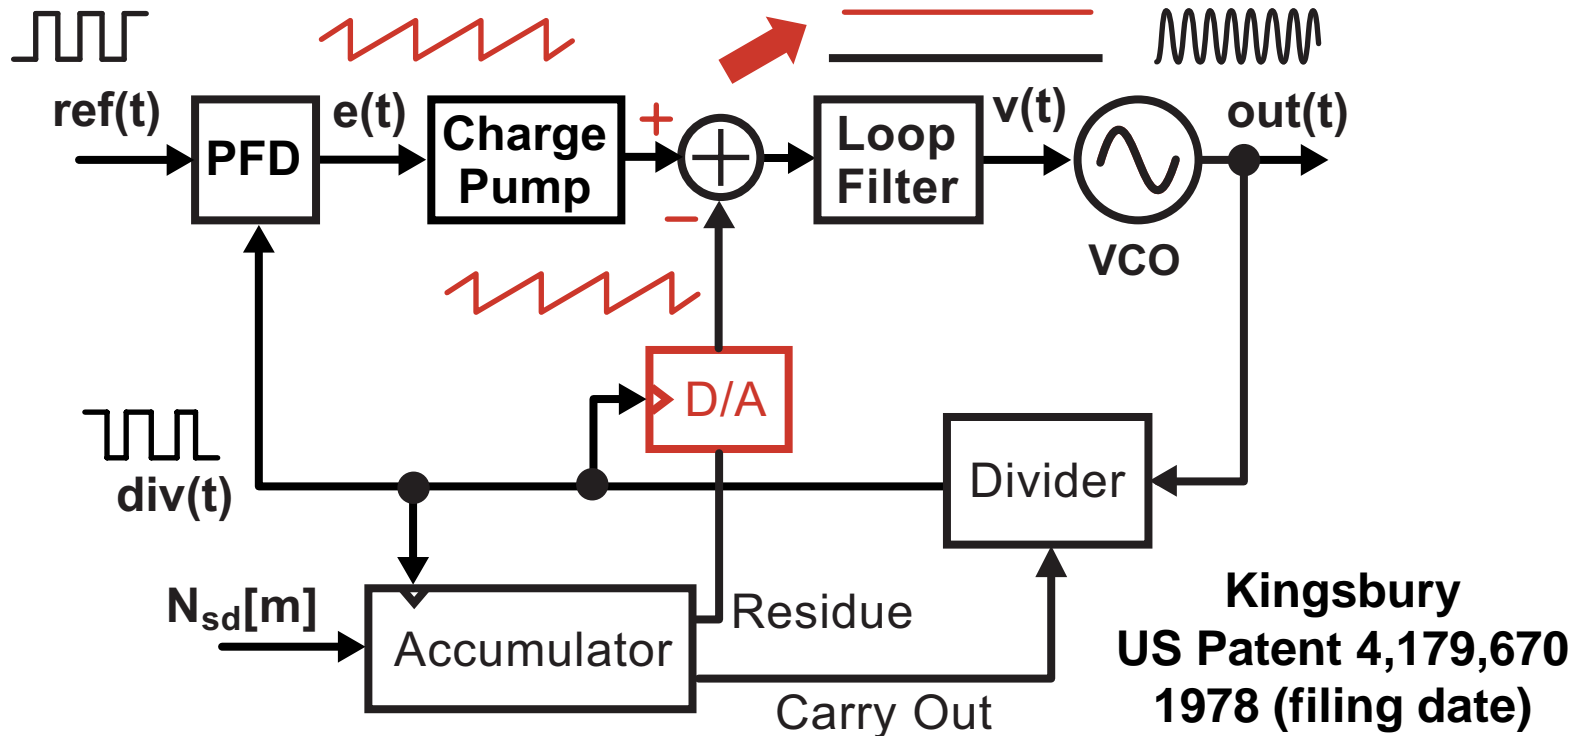 ref(t)
PFD
e(t)
Charge
Pump
+
−
Loop
Filter
v(t)
VCO
out(t)
D/A
div(t)
Divider
N_sd[m]
Accumulator
Residue
Carry Out
Kingsbury
US Patent 4,179,670
1978 (filing date)